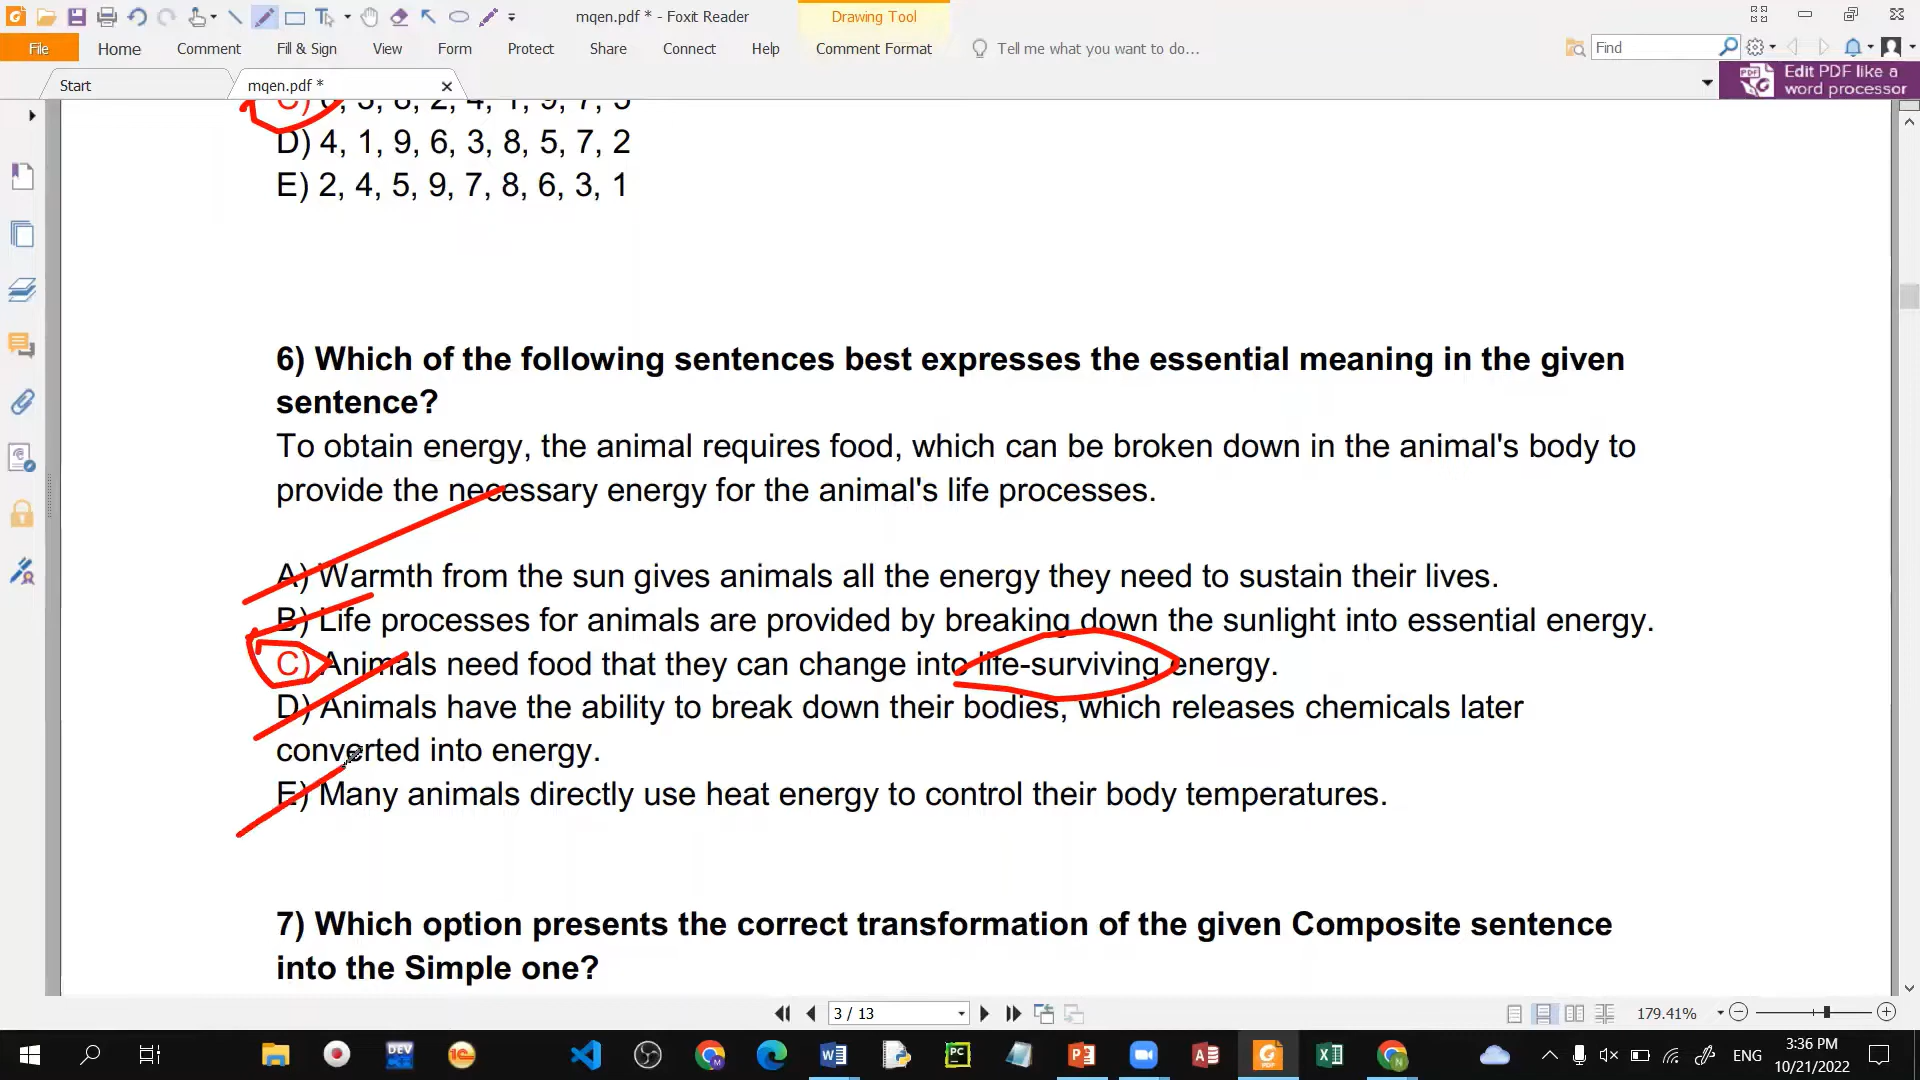 mqen.pdf * - Foxit Reader
Drawing Tool
File
Home
Comment
Fill & Sign
View
Form
Protect
Share
Connect
Help
Comment Format
Tell me what you want to do...
Find
Start
mqen.pdf *
Edit PDF like a
word processor
D) 4, 1, 9, 6, 3, 8, 5, 7, 2
E) 2, 4, 5, 9, 7, 8, 6, 3, 1
6) Which of the following sentences best expresses the essential meaning in the given
sentence?
To obtain energy, the animal requires food, which can be broken down in the animal's body to
provide the necessary energy for the animal's life processes.
A) Warmth from the sun gives animals all the energy they need to sustain their lives.
B) Life processes for animals are provided by breaking down the sunlight into essential energy.
C) Animals need food that they can change into life-surviving energy.
D) Animals have the ability to break down their bodies, which releases chemicals later
converted into energy.
E) Many animals directly use heat energy to control their body temperatures.
7) Which option presents the correct transformation of the given Composite sentence
into the Simple one?
3 / 13
179.41%
DEV
PC
ENG
3:36 PM
10/21/2022